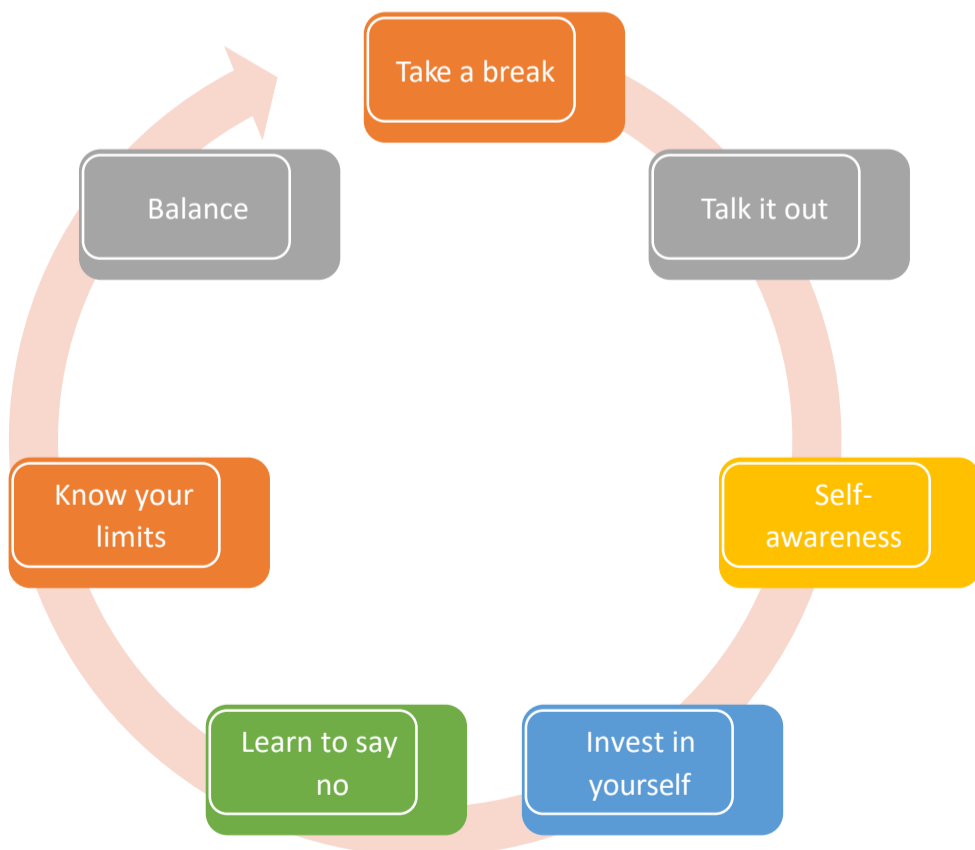 Take a break
Talk it out
Self-
awareness
Invest in
yourself
Learn to say
no
Know your
limits
Balance